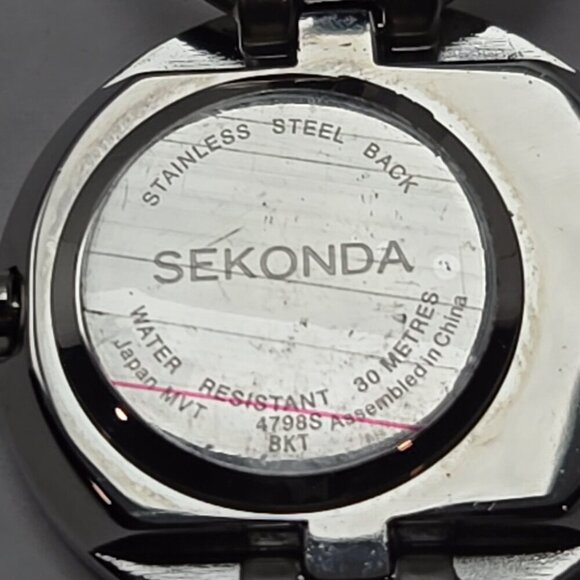 STAINLESS STEEL BACK
SEKONDA
WATER RESISTANT 30 METRES
Japan MVT 4798S Assembled in China
BKT